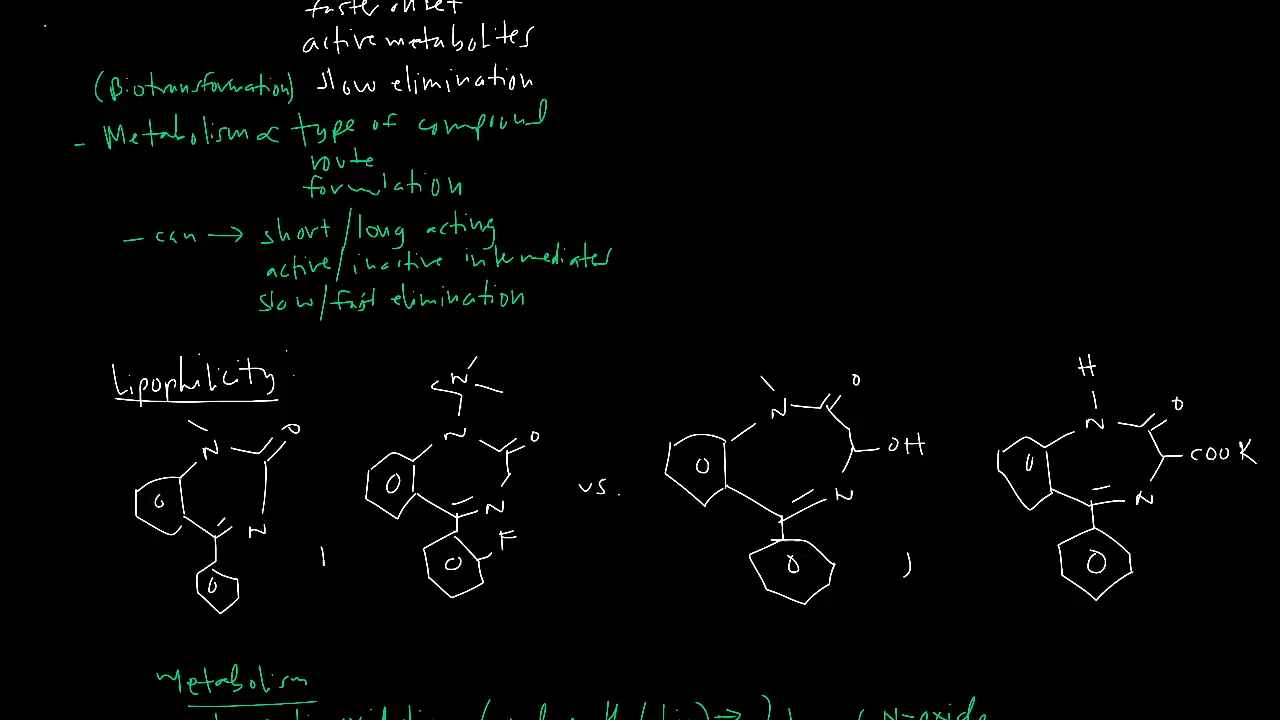 faster onset
active metabolites
(Biotransformation) slow elimination
- Metabolism ∝ type of compound
route
formulation
- can → short/long acting
active/inactive intermediates
slow/fast elimination
Lipophilicity
N
O
N
N
N
O
N
F
vs.
N
O
OH
N
H
N
O
COOK
N
Metabolism
N-oxide